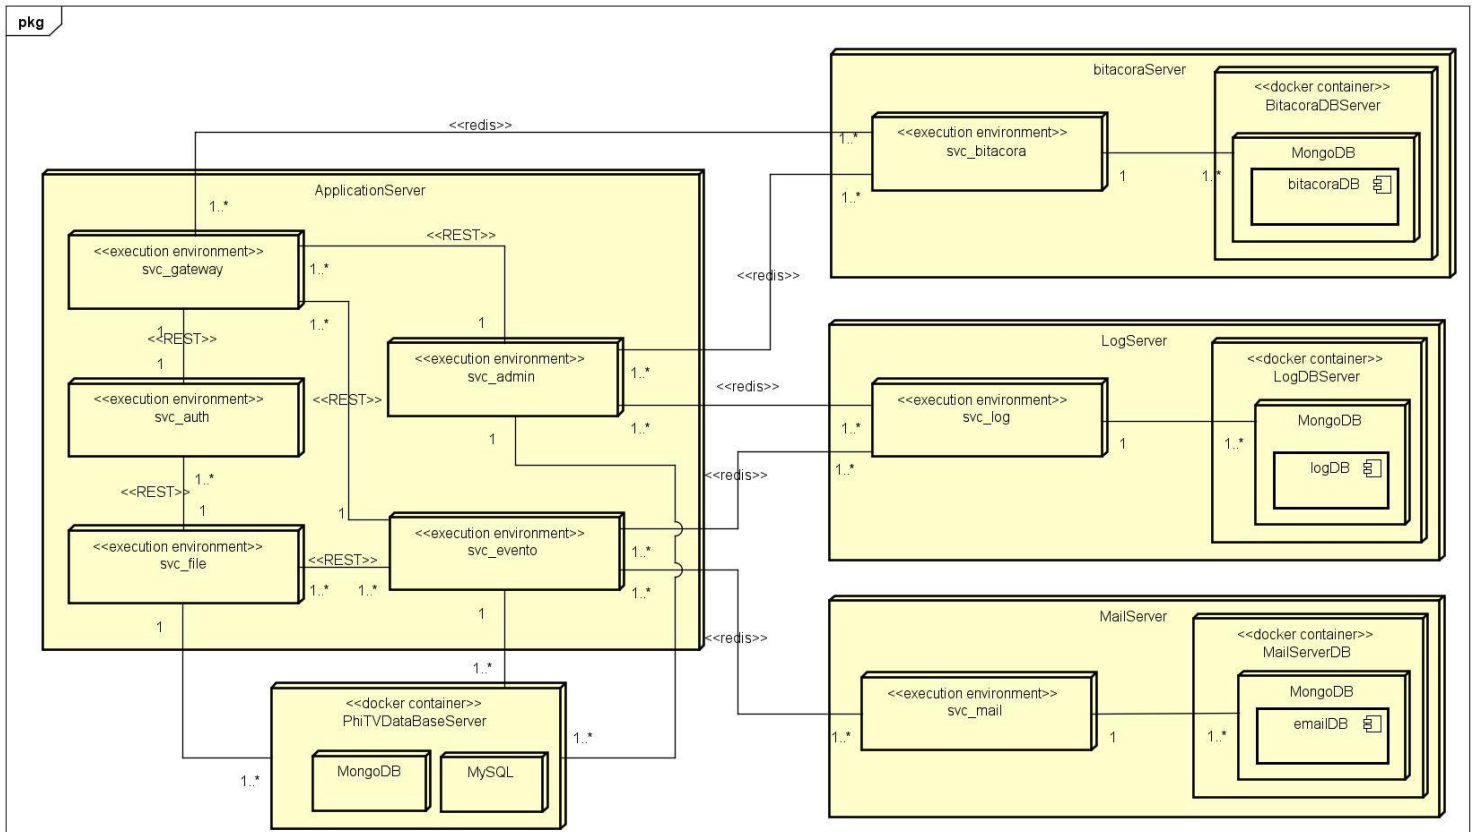 pkg
bitacoraServer
<<docker container>>
BitacoraDBServer
<<redis>>
1..*
<<execution environment>>
svc_bitacora
MongoDB
bitacoraDB
1
1..*
1..*
ApplicationServer
1..*
<<REST>>
<<execution environment>>
svc_gateway
1..*
<<redis>>
1..*
1
1
<<REST>>
1
<<execution environment>>
svc_admin
1..*
LogServer
<<docker container>>
LogDBServer
<<redis>>
<<execution environment>>
svc_auth
<<REST>>
<<execution environment>>
svc_log
MongoDB
1
1..*
1..*
1..*
1
1..*
logDB
<<redis>>
1..*
<<REST>>
1
1
<<execution environment>>
svc_file
<<REST>>
<<execution environment>>
svc_evento
1..*
1..*
1..*
1..*
1
1
<<redis>>
MailServer
<<docker container>>
MailServerDB
1..*
<<docker container>>
PhiTVDataBaseServer
<<execution environment>>
svc_mail
MongoDB
emailDB
1..*
1..*
1
1..*
1..*
MongoDB
MySQL